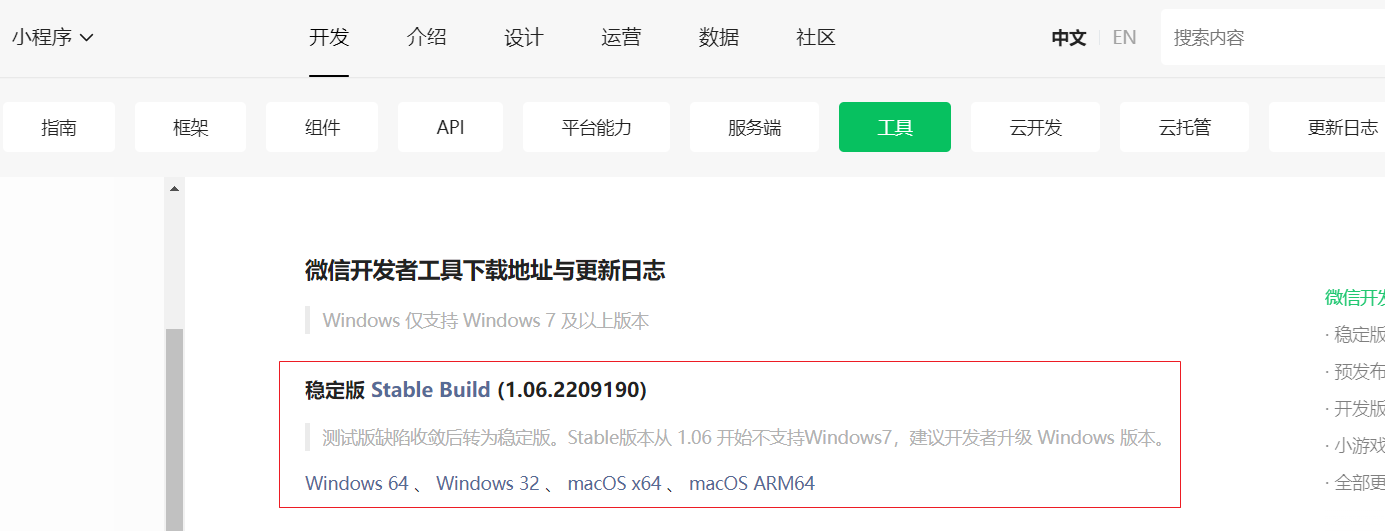 小程序 开发 介绍 设计 运营 数据 社区 中文 EN 搜索内容
指南 框架 组件 API 平台能力 服务端 工具 云开发 云托管 更新日志
微信开发者工具下载地址与更新日志
微信开
Windows 仅支持 Windows 7 及以上版本
· 稳定版
· 预发布
稳定版 Stable Build (1.06.2209190)
· 开发版
测试版缺陷收敛后转为稳定版。Stable版本从 1.06 开始不支持Windows7，建议开发者升级 Windows 版本。
· 小游戏
Windows 64 、 Windows 32 、 macOS x64 、 macOS ARM64
· 全部更